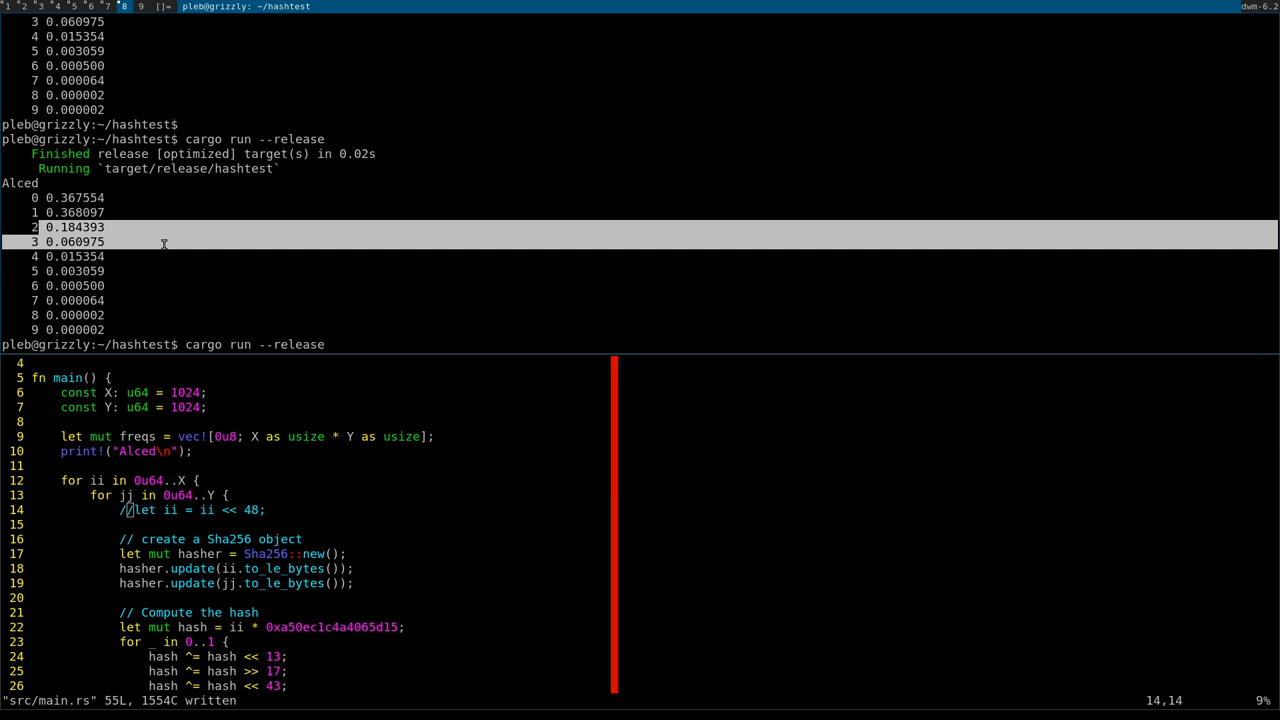 1 2 3 4 5 6 7 8 9 []= pleb@grizzly: ~/hashtest dwm-6.2
3 0.060975
4 0.015354
5 0.003059
6 0.000500
7 0.000064
8 0.000002
9 0.000002
pleb@grizzly:~/hashtest$
pleb@grizzly:~/hashtest$ cargo run --release
Finished release [optimized] target(s) in 0.02s
Running `target/release/hashtest`
Alced
0 0.367554
1 0.368097
2 0.184393
3 0.060975
4 0.015354
5 0.003059
6 0.000500
7 0.000064
8 0.000002
9 0.000002
pleb@grizzly:~/hashtest$ cargo run --release
4
5 fn main() {
6     const X: u64 = 1024;
7     const Y: u64 = 1024;
8
9     let mut freqs = vec![0u8; X as usize * Y as usize];
10     print!("Alced\n");
11
12     for ii in 0u64..X {
13         for jj in 0u64..Y {
14             //let ii = ii << 48;
15
16             // create a Sha256 object
17             let mut hasher = Sha256::new();
18             hasher.update(ii.to_le_bytes());
19             hasher.update(jj.to_le_bytes());
20
21             // Compute the hash
22             let mut hash = ii * 0xa50ec1c4a4065d15;
23             for _ in 0..1 {
24                 hash ^= hash << 13;
25                 hash ^= hash >> 17;
26                 hash ^= hash << 43;
"src/main.rs" 55L, 1554C written 14,14 9%